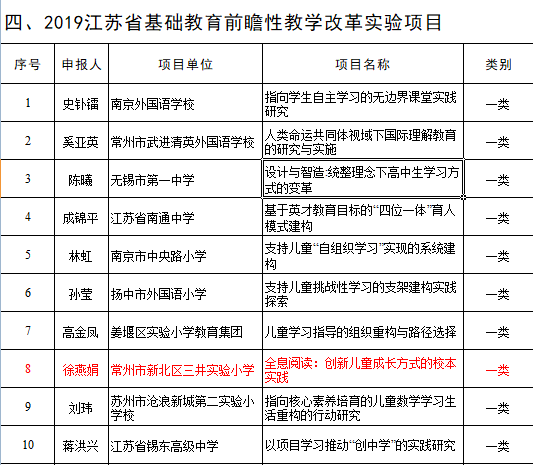 四、2019江苏省基础教育前瞻性教学改革实验项目
序号 申报人 项目单位 项目名称 类别
1 史钋镭 南京外国语学校 指向学生自主学习的无边界课堂实践研究 一类
2 奚亚英 常州市武进清英外国语学校 人类命运共同体视域下国际理解教育的研究与实施 一类
3 陈曦 无锡市第一中学 设计与智造:统整理念下高中生学习方式的变革 一类
4 成锦平 江苏省南通中学 基于英才教育目标的“四位一体”育人模式建构 一类
5 林虹 南京市中央路小学 支持儿童“自组织学习”实现的系统建构 一类
6 孙莹 扬中市外国语小学 支持儿童挑战性学习的支架建构实践探索 一类
7 高金凤 姜堰区实验小学教育集团 儿童学习指导的组织重构与路径选择 一类
8 徐燕娟 常州市新北区三井实验小学 全息阅读：创新儿童成长方式的校本实践 一类
9 刘玮 苏州市沧浪新城第二实验小学校 指向核心素养培育的儿童数学学习生活重构的行动研究 一类
10 蒋洪兴 江苏省锡东高级中学 以项目学习推动“创中学”的实践研究 一类